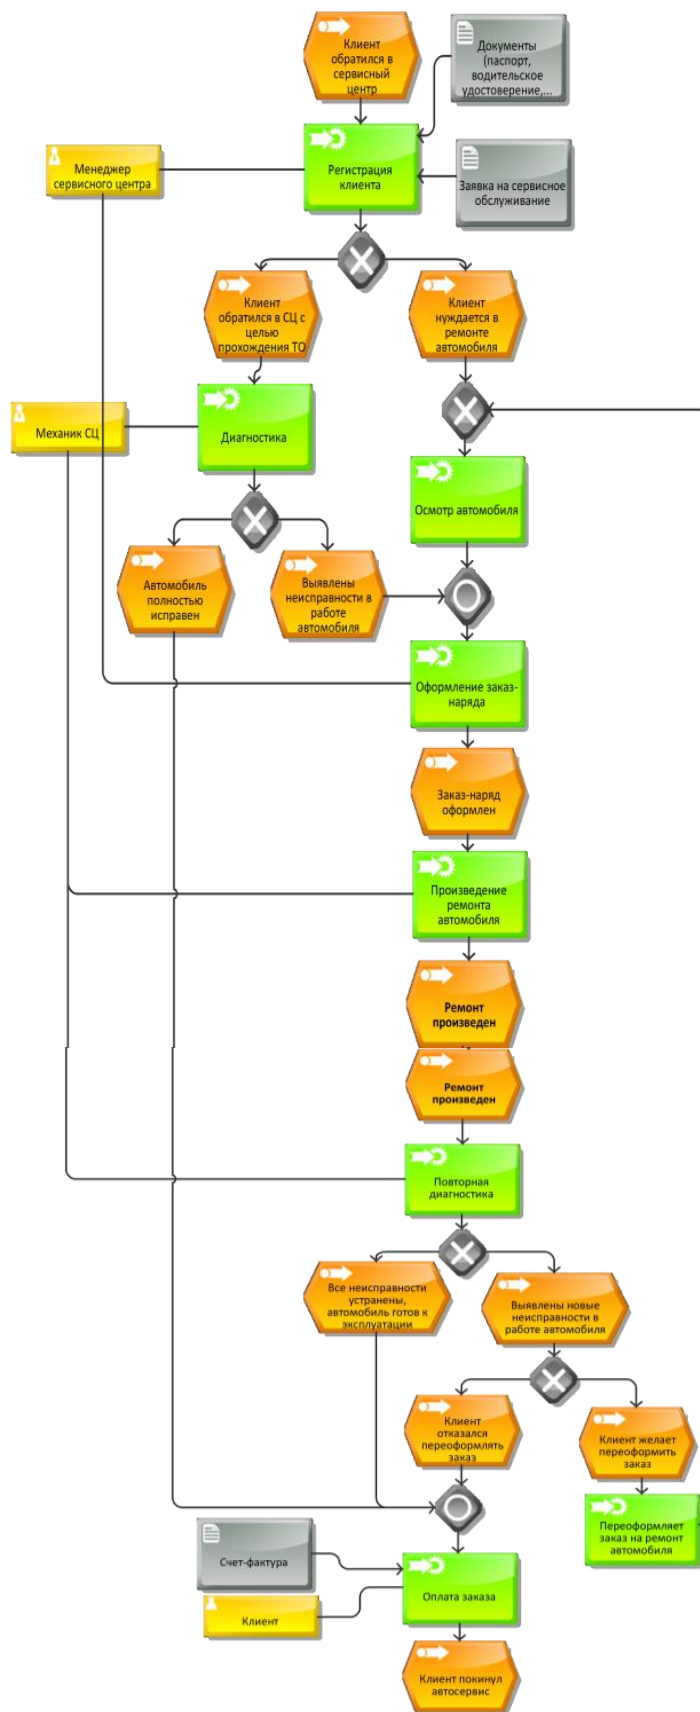 Клиент
обратился в
сервисный
центр
Документы
(паспорт,
водительское
удостоверение,...
Менеджер
сервисного центра
Регистрация
клиента
Заявка на сервисное
обслуживание
Клиент
обратился в СЦ с
целью
прохождения ТО
Клиент
нуждается в
ремонте
автомобиля
Механик СЦ
Диагностика
Осмотр автомобиля
Автомобиль
полностью
исправен
Выявлены
неисправности в
работе
автомобиля
Оформление заказ-
наряда
Заказ-наряд
оформлен
Произведение
ремонта
автомобиля
Ремонт
произведен
Ремонт
произведен
Повторная
диагностика
Все неисправности
устранены,
автомобиль готов к
эксплуатации
Выявлены новые
неисправности в
работе автомобиля
Клиент
отказался
переоформлять
заказ
Клиент желает
переоформить
заказ
Переоформляет
заказ на ремонт
автомобиля
Счет-фактура
Клиент
Оплата заказа
Клиент покинул
автосервис